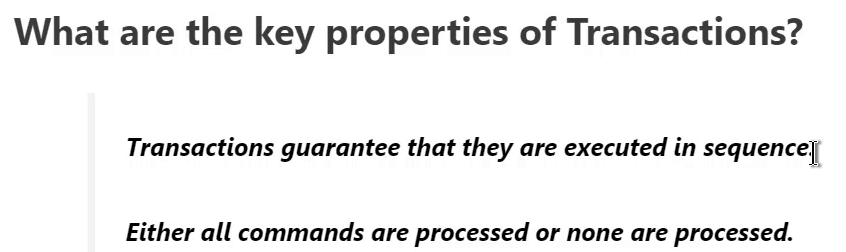 What are the key properties of Transactions?
Transactions guarantee that they are executed in sequence.
Either all commands are processed or none are processed.